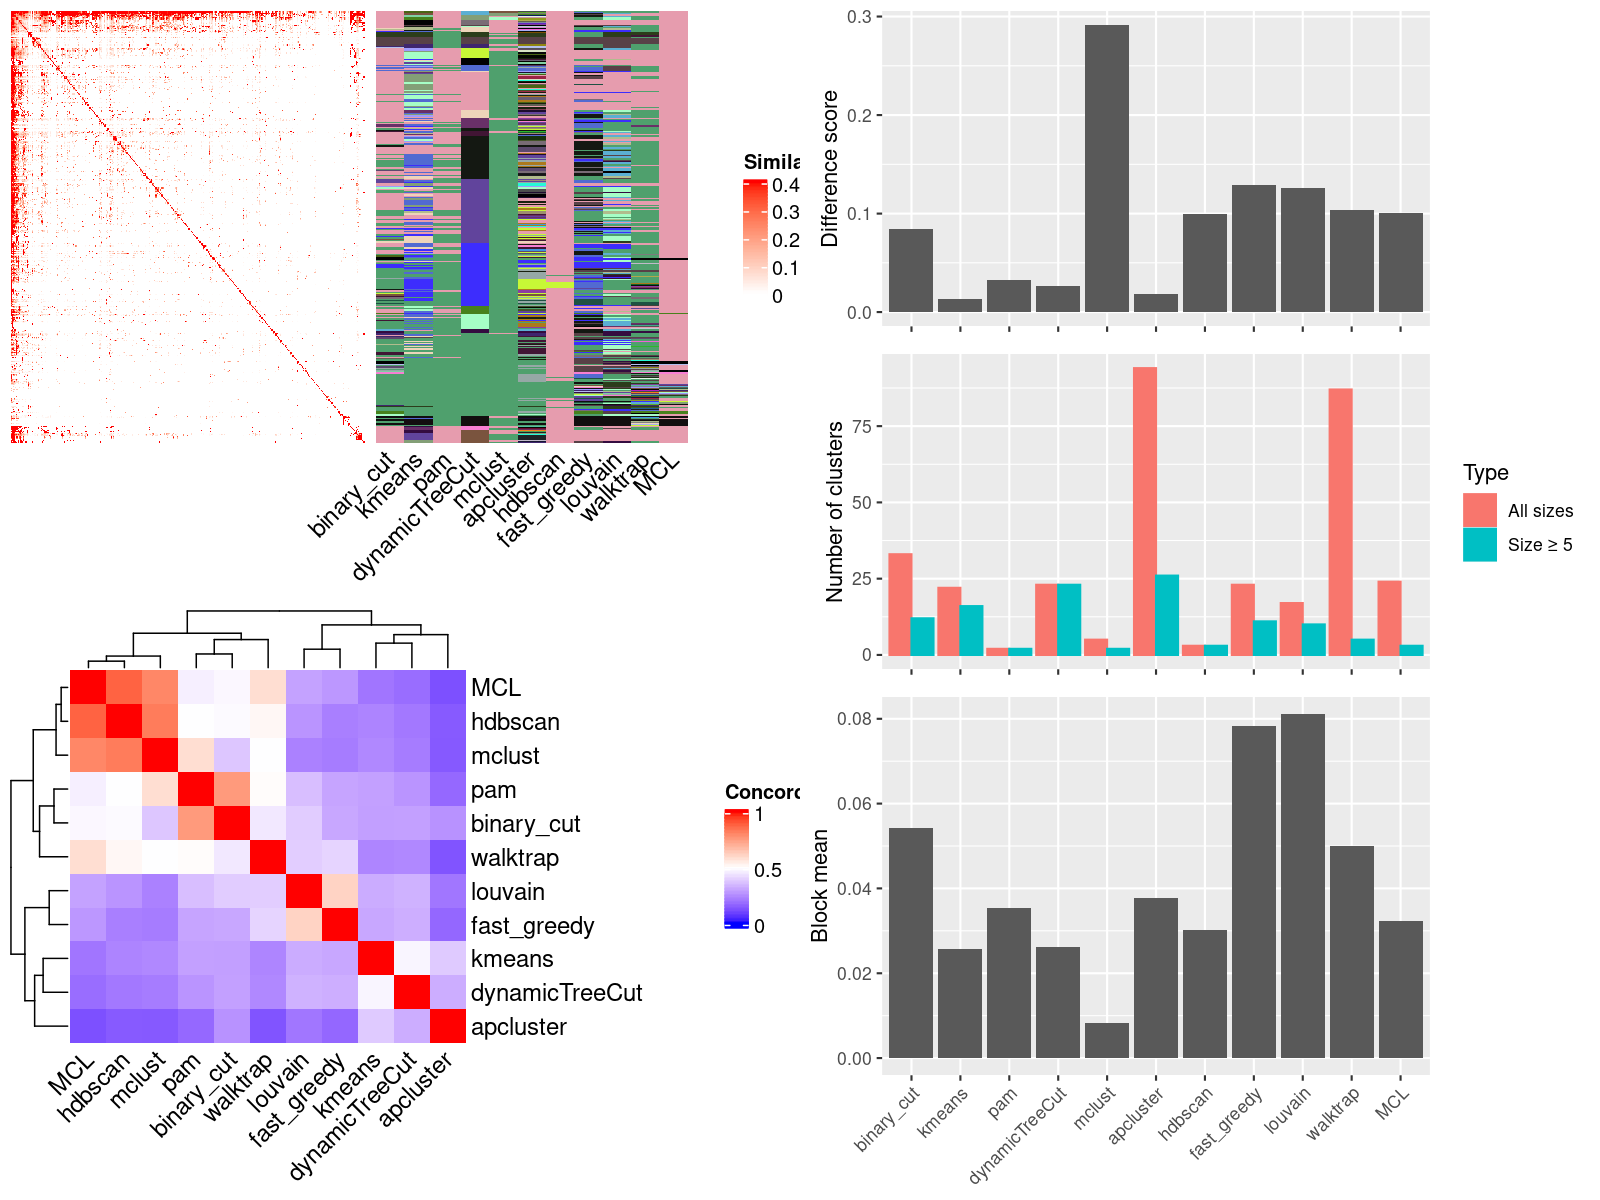 Simila
0.4
0.3
0.2
0.1
0
binary_cut
kmeans
pam
dynamicTreeCut
mclust
apcluster
hdbscan
fast_greedy
louvain
walktrap
MCL
Difference score
0.3
0.2
0.1
0.0
Number of clusters
75
50
25
0
Type
All sizes
Size ≥ 5
MCL
hdbscan
mclust
pam
binary_cut
walktrap
louvain
fast_greedy
kmeans
dynamicTreeCut
apcluster
MCL
hdbscan
mclust
pam
binary_cut
walktrap
louvain
fast_greedy
kmeans
dynamicTreeCut
apcluster
Concord
1
0.5
0
Block mean
0.08
0.06
0.04
0.02
0.00
binary_cut
kmeans
pam
dynamicTreeCut
mclust
apcluster
hdbscan
fast_greedy
louvain
walktrap
MCL